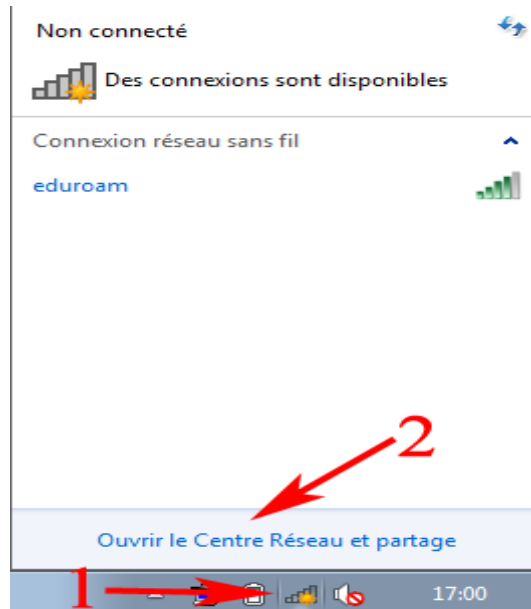 Non connecté
Des connexions sont disponibles
Connexion réseau sans fil
eduroam
2
Ouvrir le Centre Réseau et partage
1
17:00